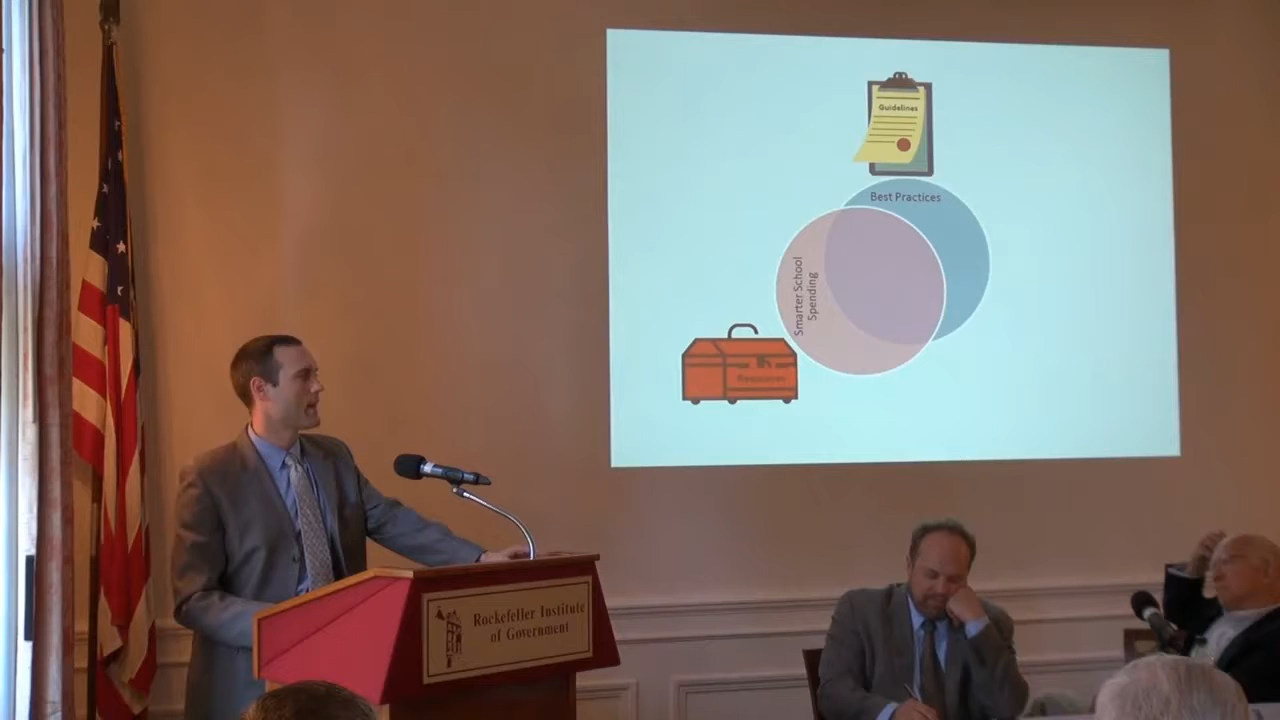 Guidelines
Best Practices
Smarter School
Spending
Resources
Rockefeller Institute
of Government